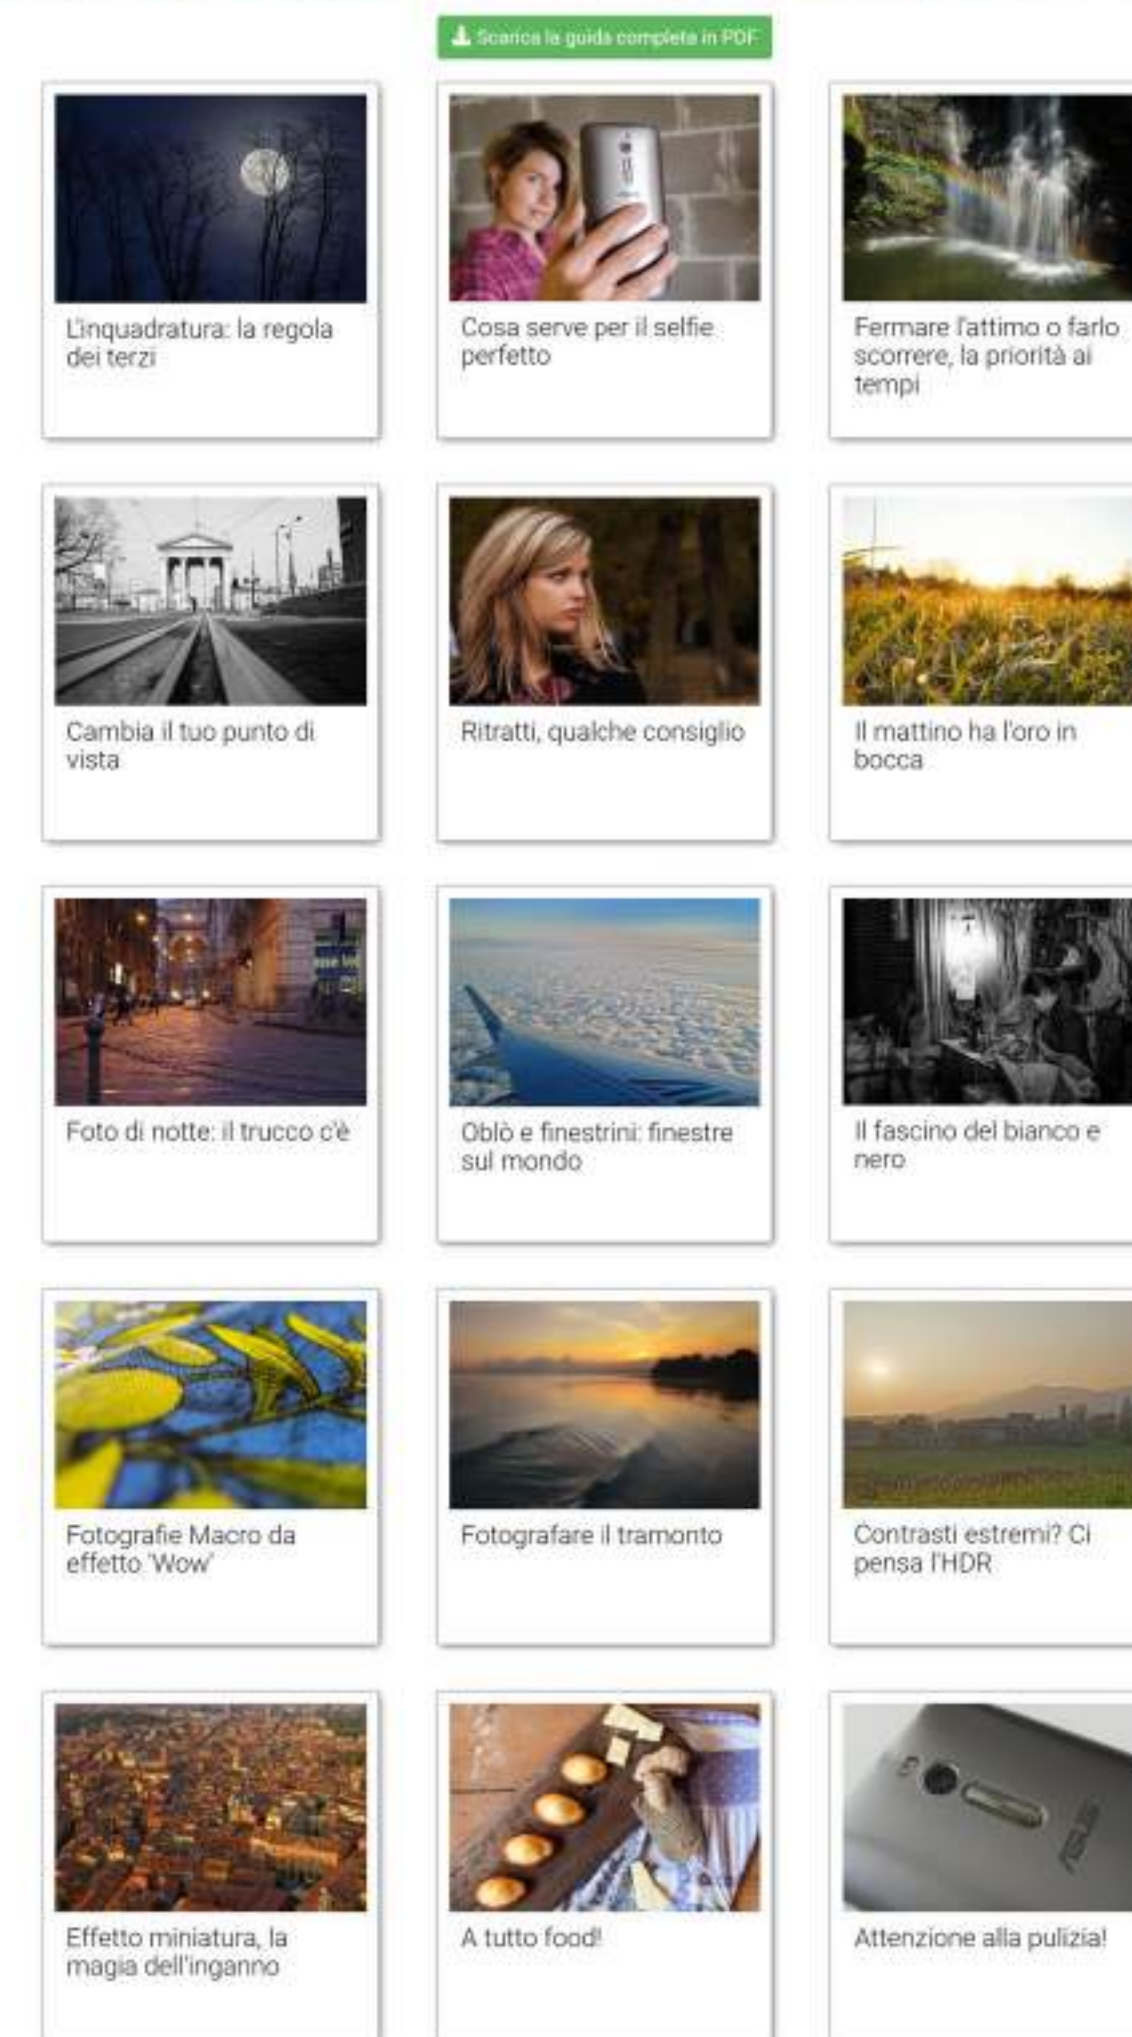 Scarica la guida completa in PDF
L'inquadratura: la regola
dei terzi
Cosa serve per il selfie
perfetto
Fermare l'attimo o farlo
scorrere, la priorità ai
tempi
Cambia il tuo punto di
vista
Ritratti, qualche consiglio
Il mattino ha l'oro in
bocca
Foto di notte: il trucco c'è
Oblò e finestrini: finestre
sul mondo
Il fascino del bianco e
nero
Fotografie Macro da
effetto 'Wow'
Fotografare il tramonto
Contrasti estremi? Ci
pensa l'HDR
Effetto miniatura, la
magia dell'inganno
A tutto food!
ASUS
Attenzione alla pulizia!